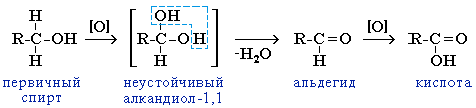 H OH
R-C-OH [O] R-C-OH -H₂O R-C=O [O] R-C=O
H H H OH
первичный неустойчивый альдегид кислота
спирт алкандиол-1,1